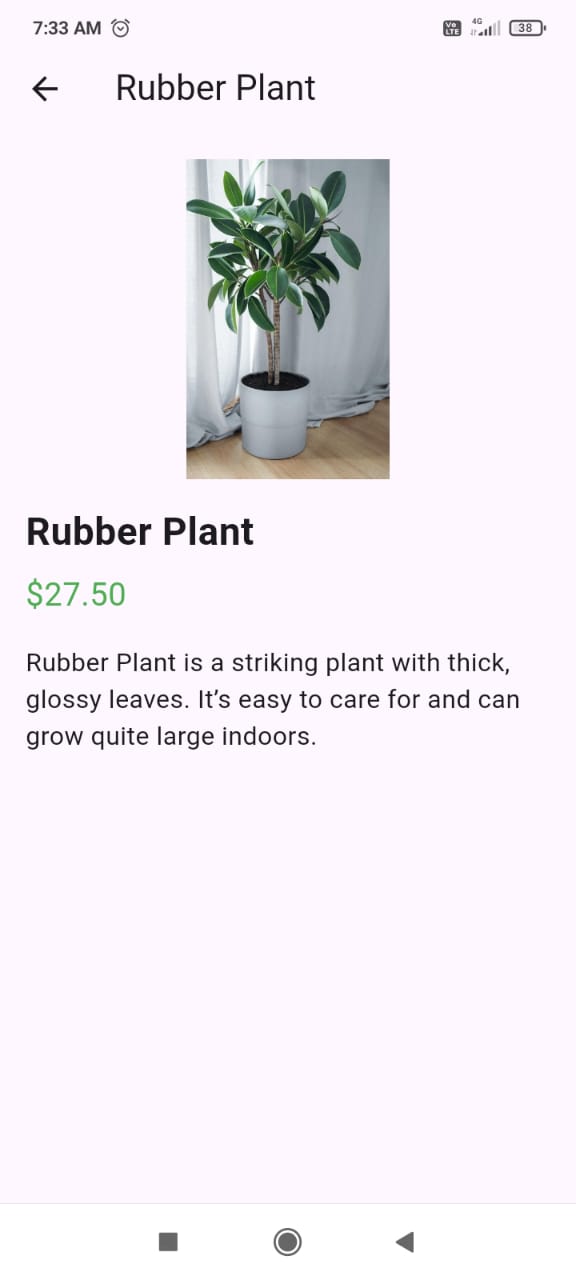 7:33 AM
Vo
LTE
4G
38
Rubber Plant
Rubber Plant
$27.50
Rubber Plant is a striking plant with thick,
glossy leaves. It’s easy to care for and can
grow quite large indoors.